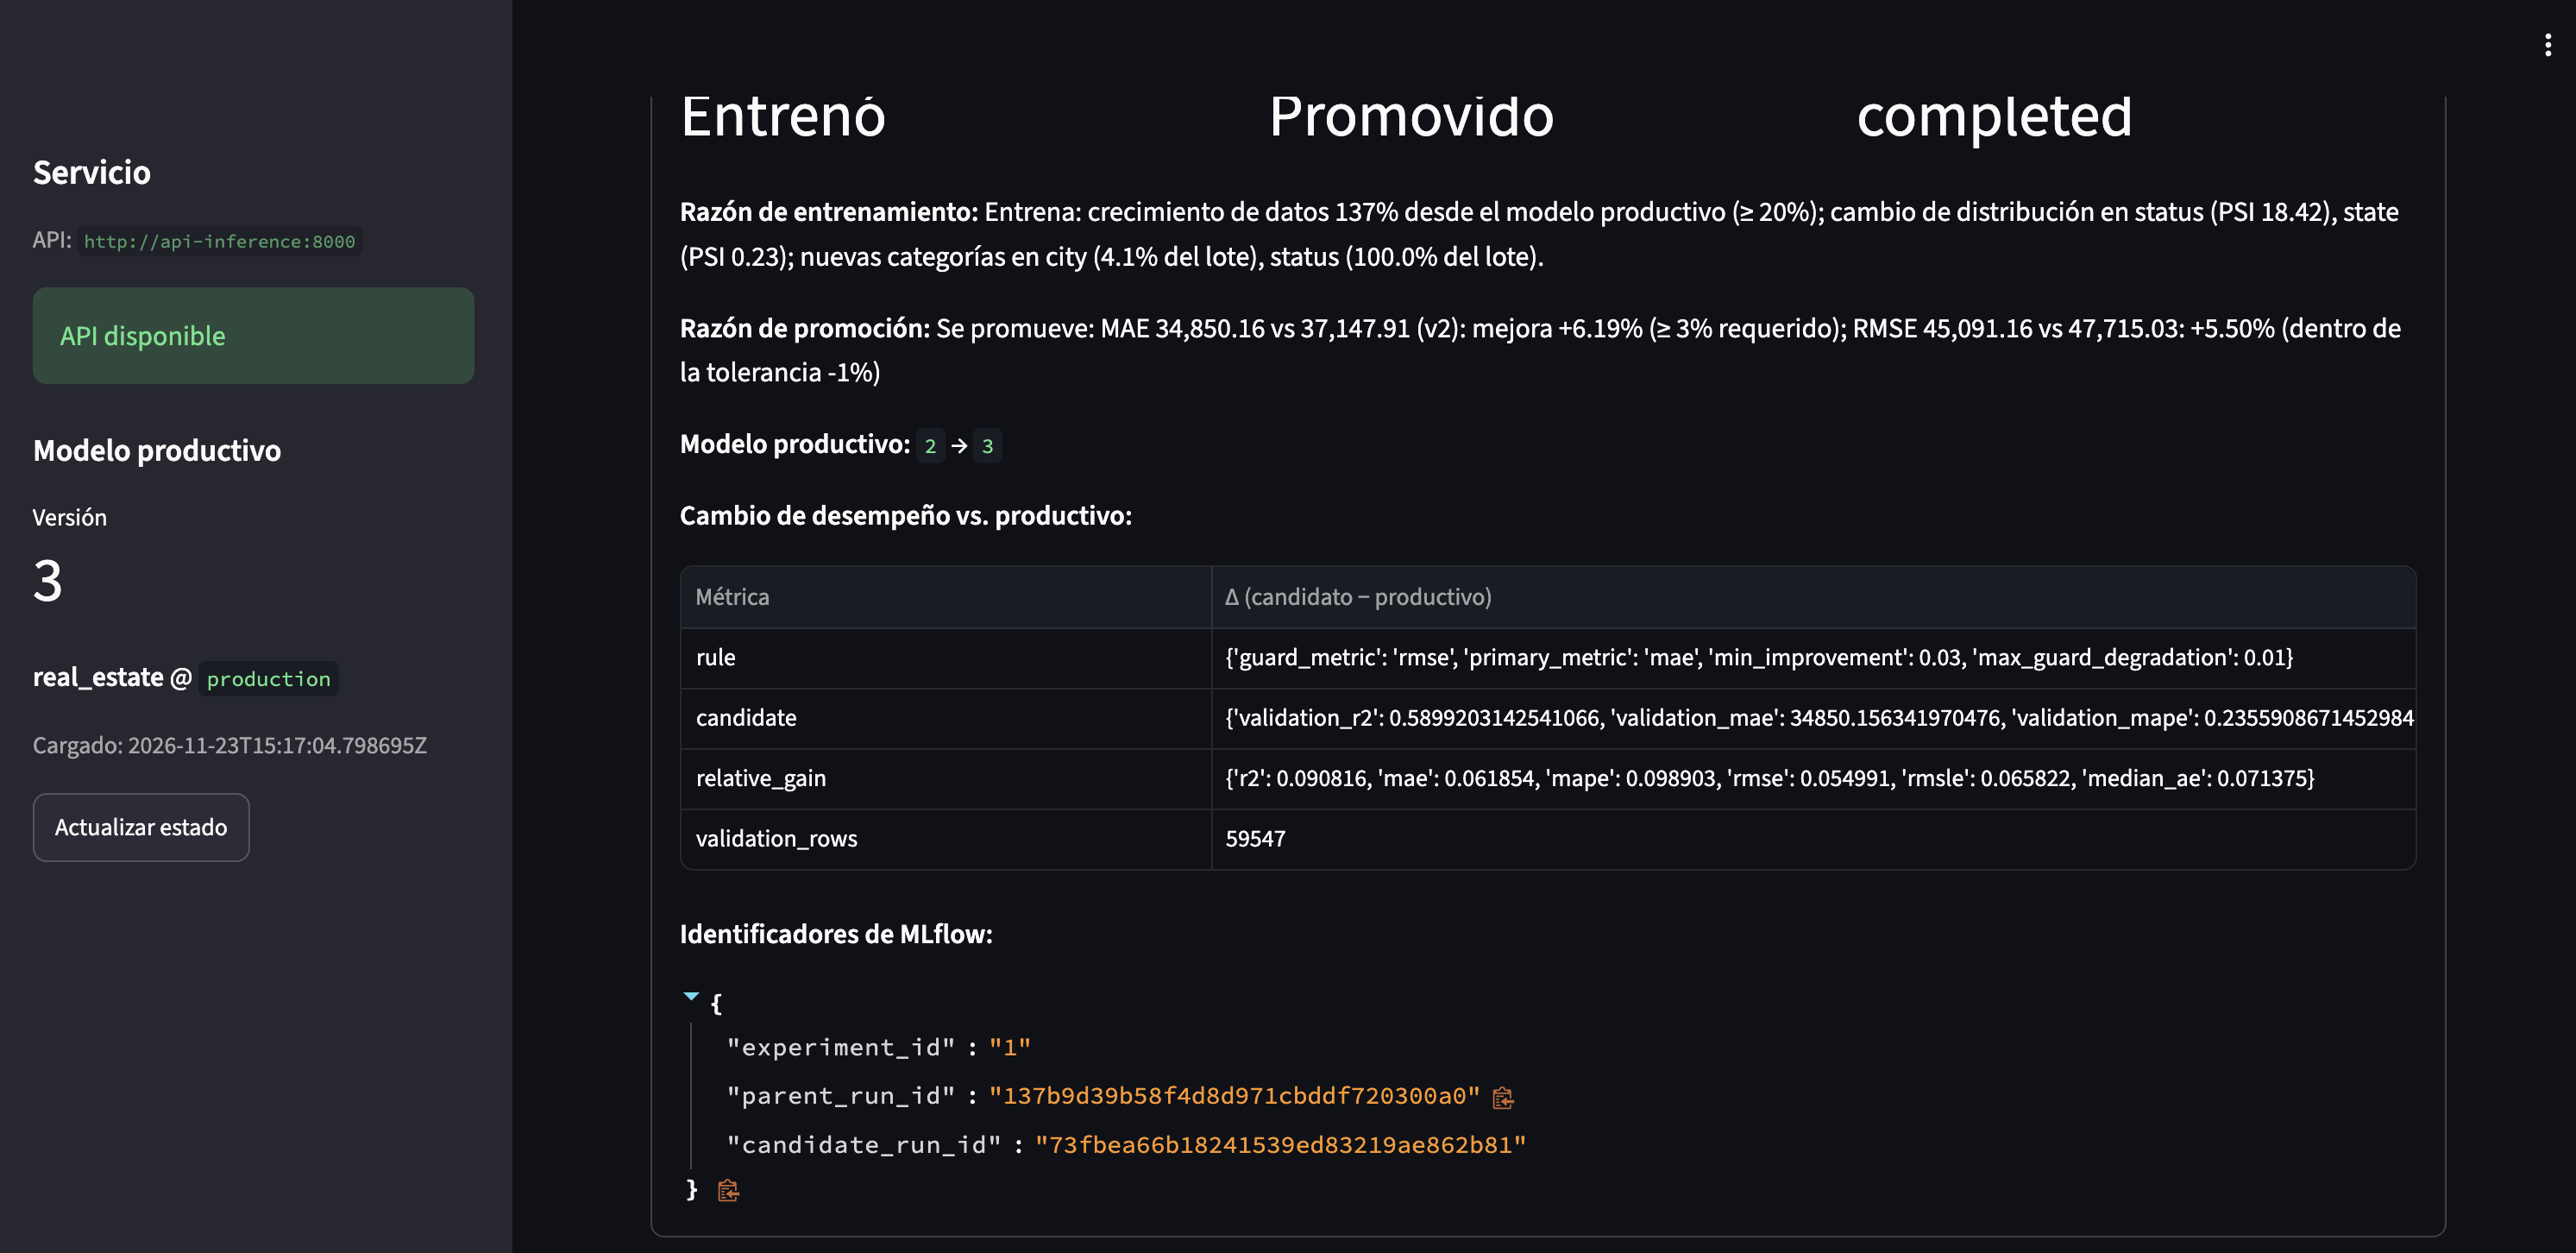 Servicio
API: http://api-inference:8000
API disponible
Modelo productivo
Versión
3
real_estate @ production
Cargado: 2026-11-23T15:17:04.798695Z
Actualizar estado
Entrenó
Promovido
completed
Razón de entrenamiento: Entrena: crecimiento de datos 137% desde el modelo productivo (≥ 20%); cambio de distribución en status (PSI 18.42), state
(PSI 0.23); nuevas categorías en city (4.1% del lote), status (100.0% del lote).
Razón de promoción: Se promueve: MAE 34,850.16 vs 37,147.91 (v2): mejora +6.19% (≥ 3% requerido); RMSE 45,091.16 vs 47,715.03: +5.50% (dentro de
la tolerancia -1%)
Modelo productivo: 2 → 3
Cambio de desempeño vs. productivo:
Métrica
Δ (candidato − productivo)
rule
{'guard_metric': 'rmse', 'primary_metric': 'mae', 'min_improvement': 0.03, 'max_guard_degradation': 0.01}
candidate
{'validation_r2': 0.5899203142541066, 'validation_mae': 34850.156341970476, 'validation_mape': 0.2355908671452984
relative_gain
{'r2': 0.090816, 'mae': 0.061854, 'mape': 0.098903, 'rmse': 0.054991, 'rmsle': 0.065822, 'median_ae': 0.071375}
validation_rows
59547
Identificadores de MLflow:
{
"experiment_id" : "1"
"parent_run_id" : "137b9d39b58f4d8d971cbddf720300a0"
"candidate_run_id" : "73fbea66b18241539ed83219ae862b81"
}